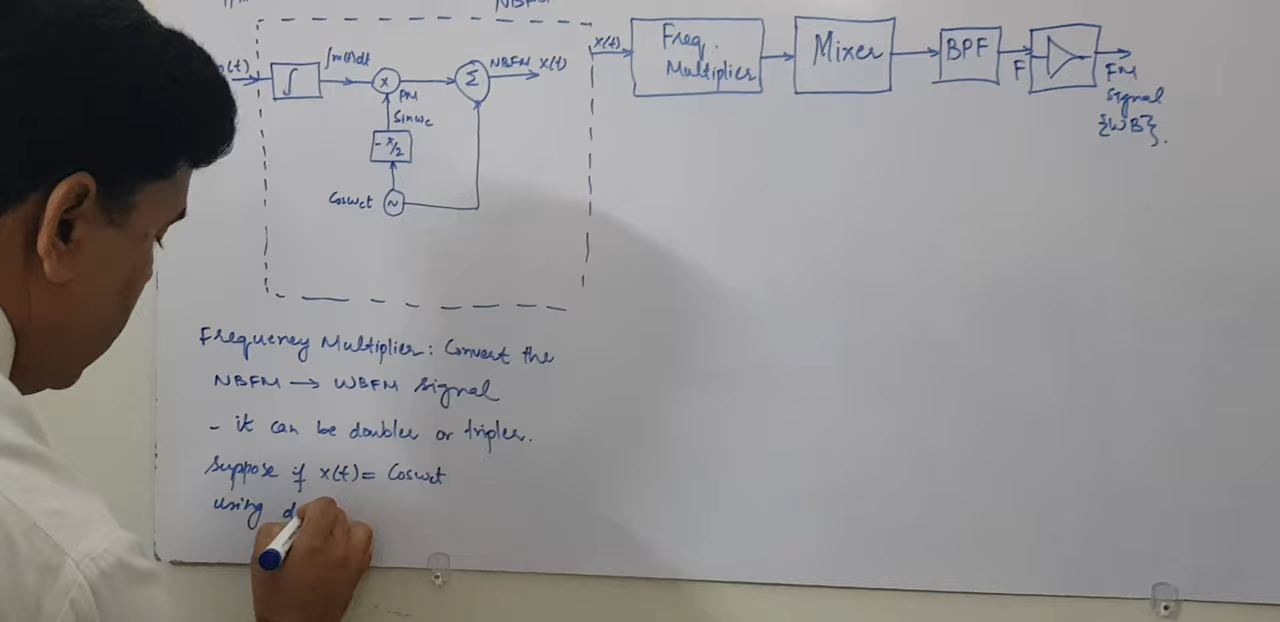 NBFM
∫m(t)dt
∫
×
PM
Σ
NBFM x(t)
Sinωc
-π/2
Cosωct
~
x(t)
Freq.
Multiplier
Mixer
BPF
F
FM
Signal
{WB}.
Frequency Multiplier: Convert the
NBFM → WBFM signal
- it can be doubler or tripler.
Suppose if x(t) = Cosωct
using d